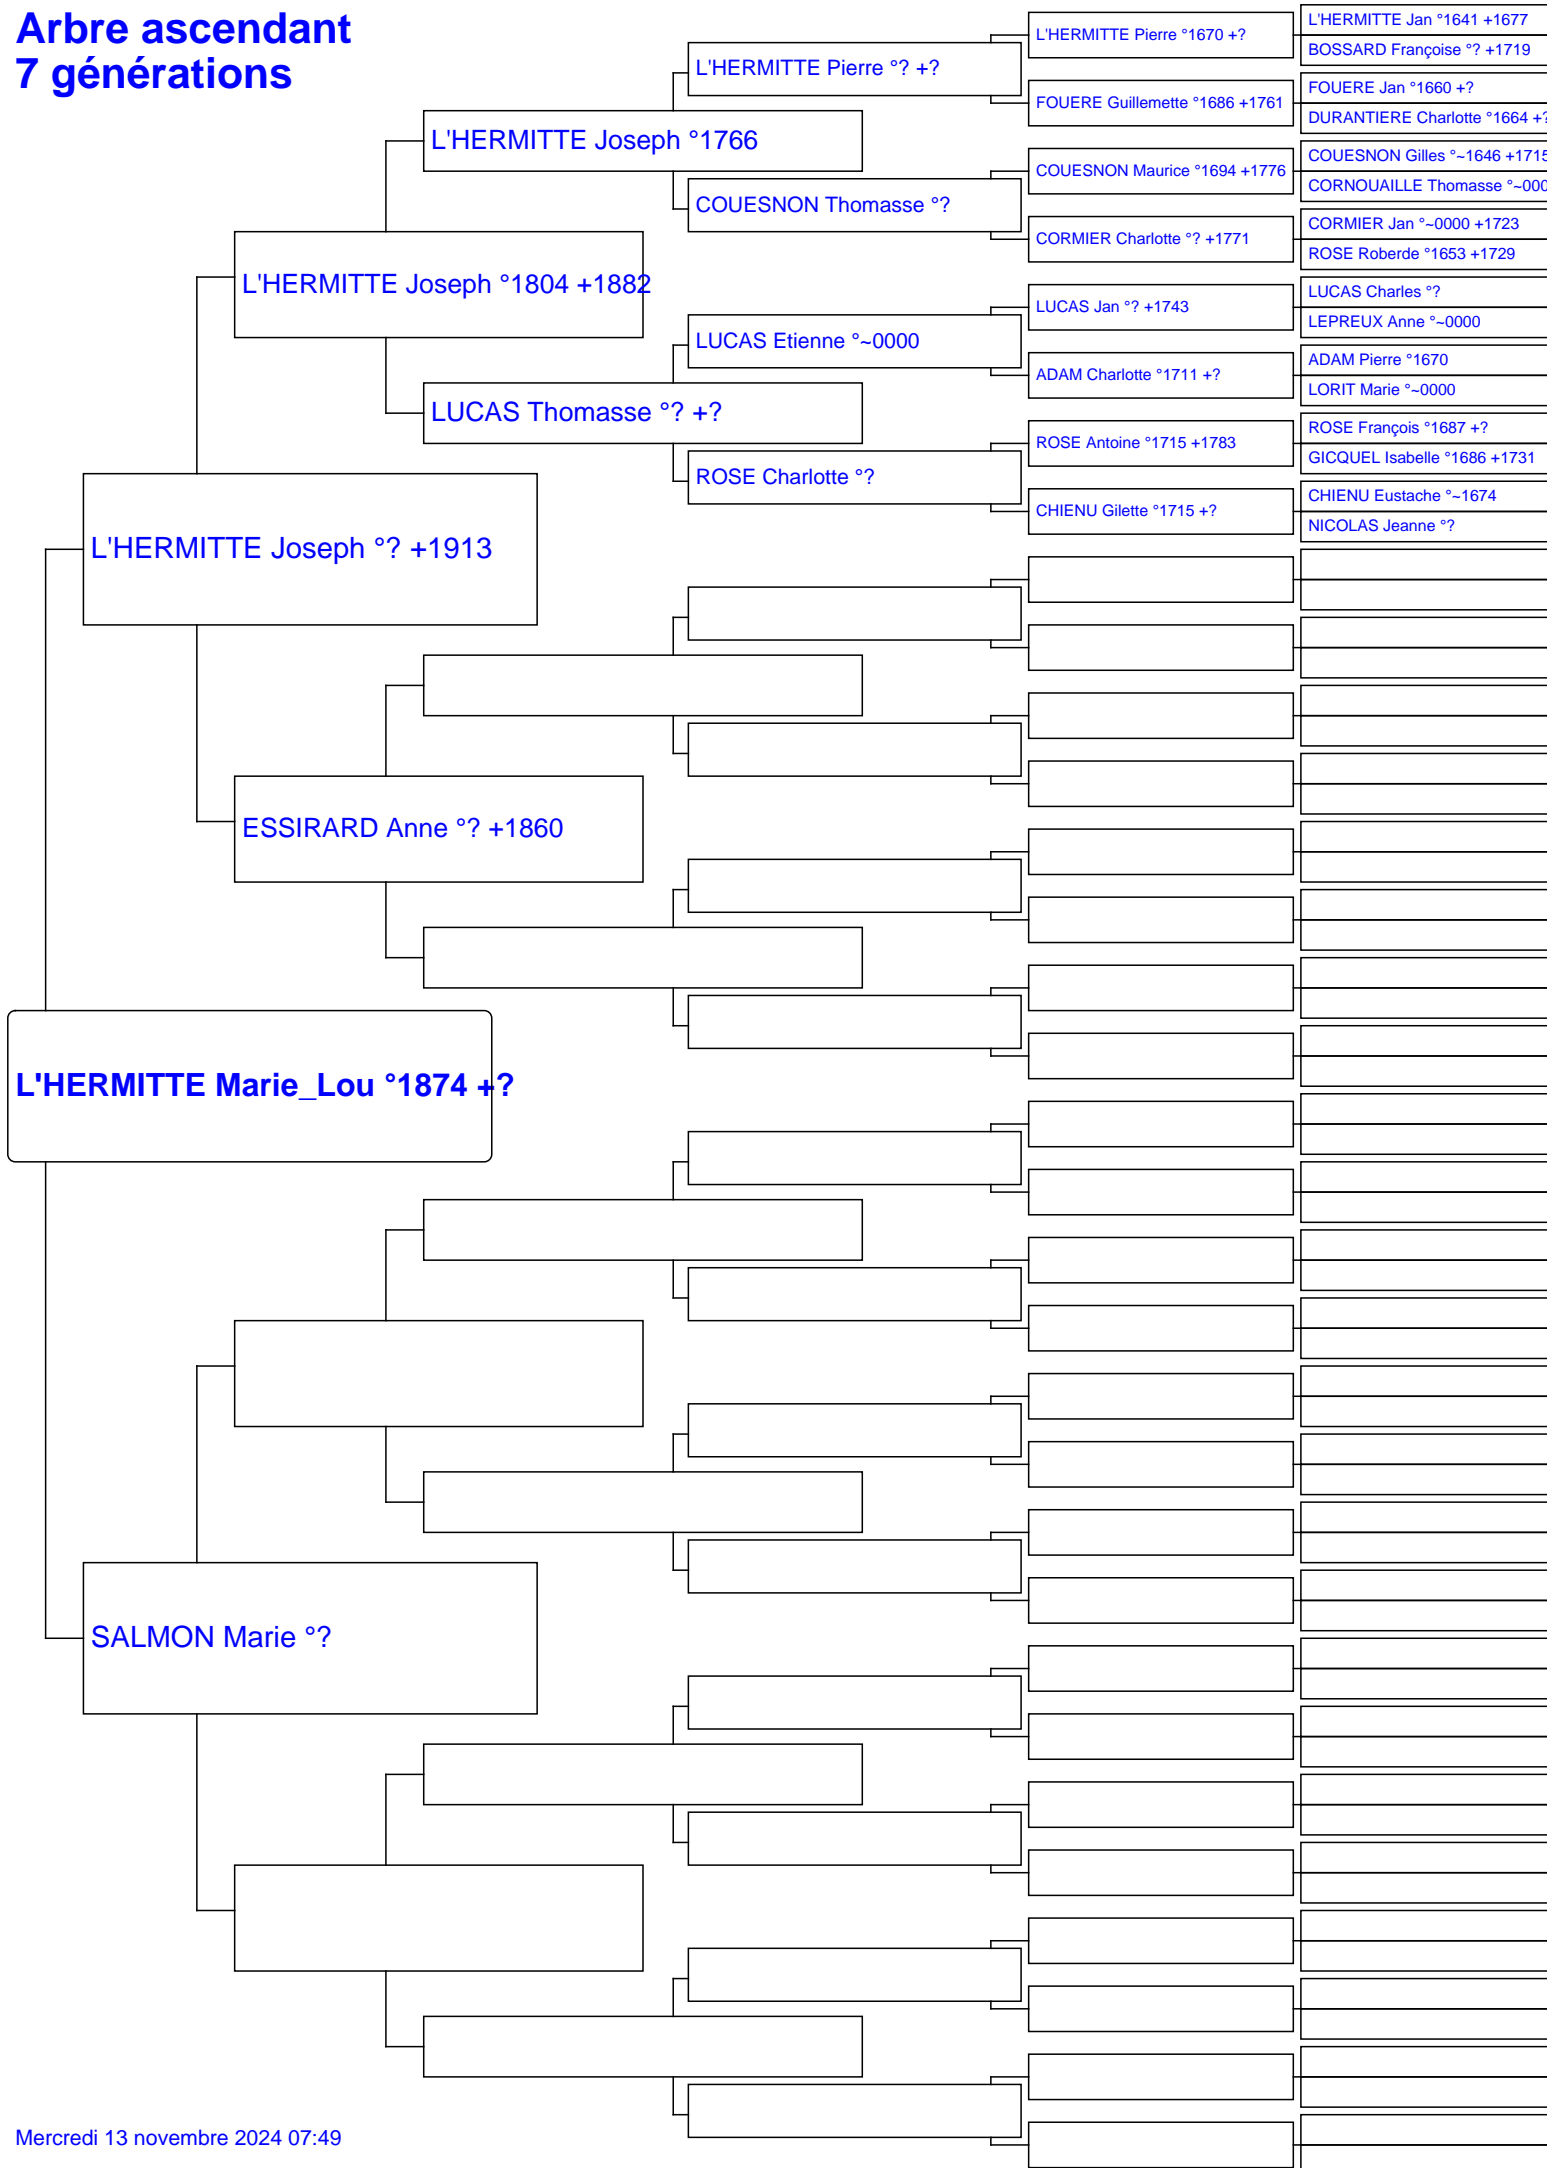 Arbre ascendant
7 générations
L'HERMITTE Jan °1641 +1677
L'HERMITTE Pierre °1670 +?
BOSSARD Françoise °? +1719
L'HERMITTE Pierre °? +?
FOUERE Jan °1660 +?
FOUERE Guillemette °1686 +1761
DURANTIERE Charlotte °1664 +?
L'HERMITTE Joseph °1766
COUESNON Gilles °~1646 +1715
COUESNON Maurice °1694 +1776
CORNOUAILLE Thomasse °~000
COUESNON Thomasse °?
CORMIER Jan °~0000 +1723
CORMIER Charlotte °? +1771
ROSE Roberde °1653 +1729
L'HERMITTE Joseph °1804 +1882
LUCAS Charles °?
LUCAS Jan °? +1743
LEPREUX Anne °~0000
LUCAS Etienne °~0000
ADAM Pierre °1670
ADAM Charlotte °1711 +?
LORIT Marie °~0000
LUCAS Thomasse °? +?
ROSE François °1687 +?
ROSE Antoine °1715 +1783
GICQUEL Isabelle °1686 +1731
ROSE Charlotte °?
CHIENU Eustache °~1674
CHIENU Gilette °1715 +?
NICOLAS Jeanne °?
L'HERMITTE Joseph °? +1913
ESSIRARD Anne °? +1860
L'HERMITTE Marie_Lou °1874 +?
SALMON Marie °?
Mercredi 13 novembre 2024 07:49